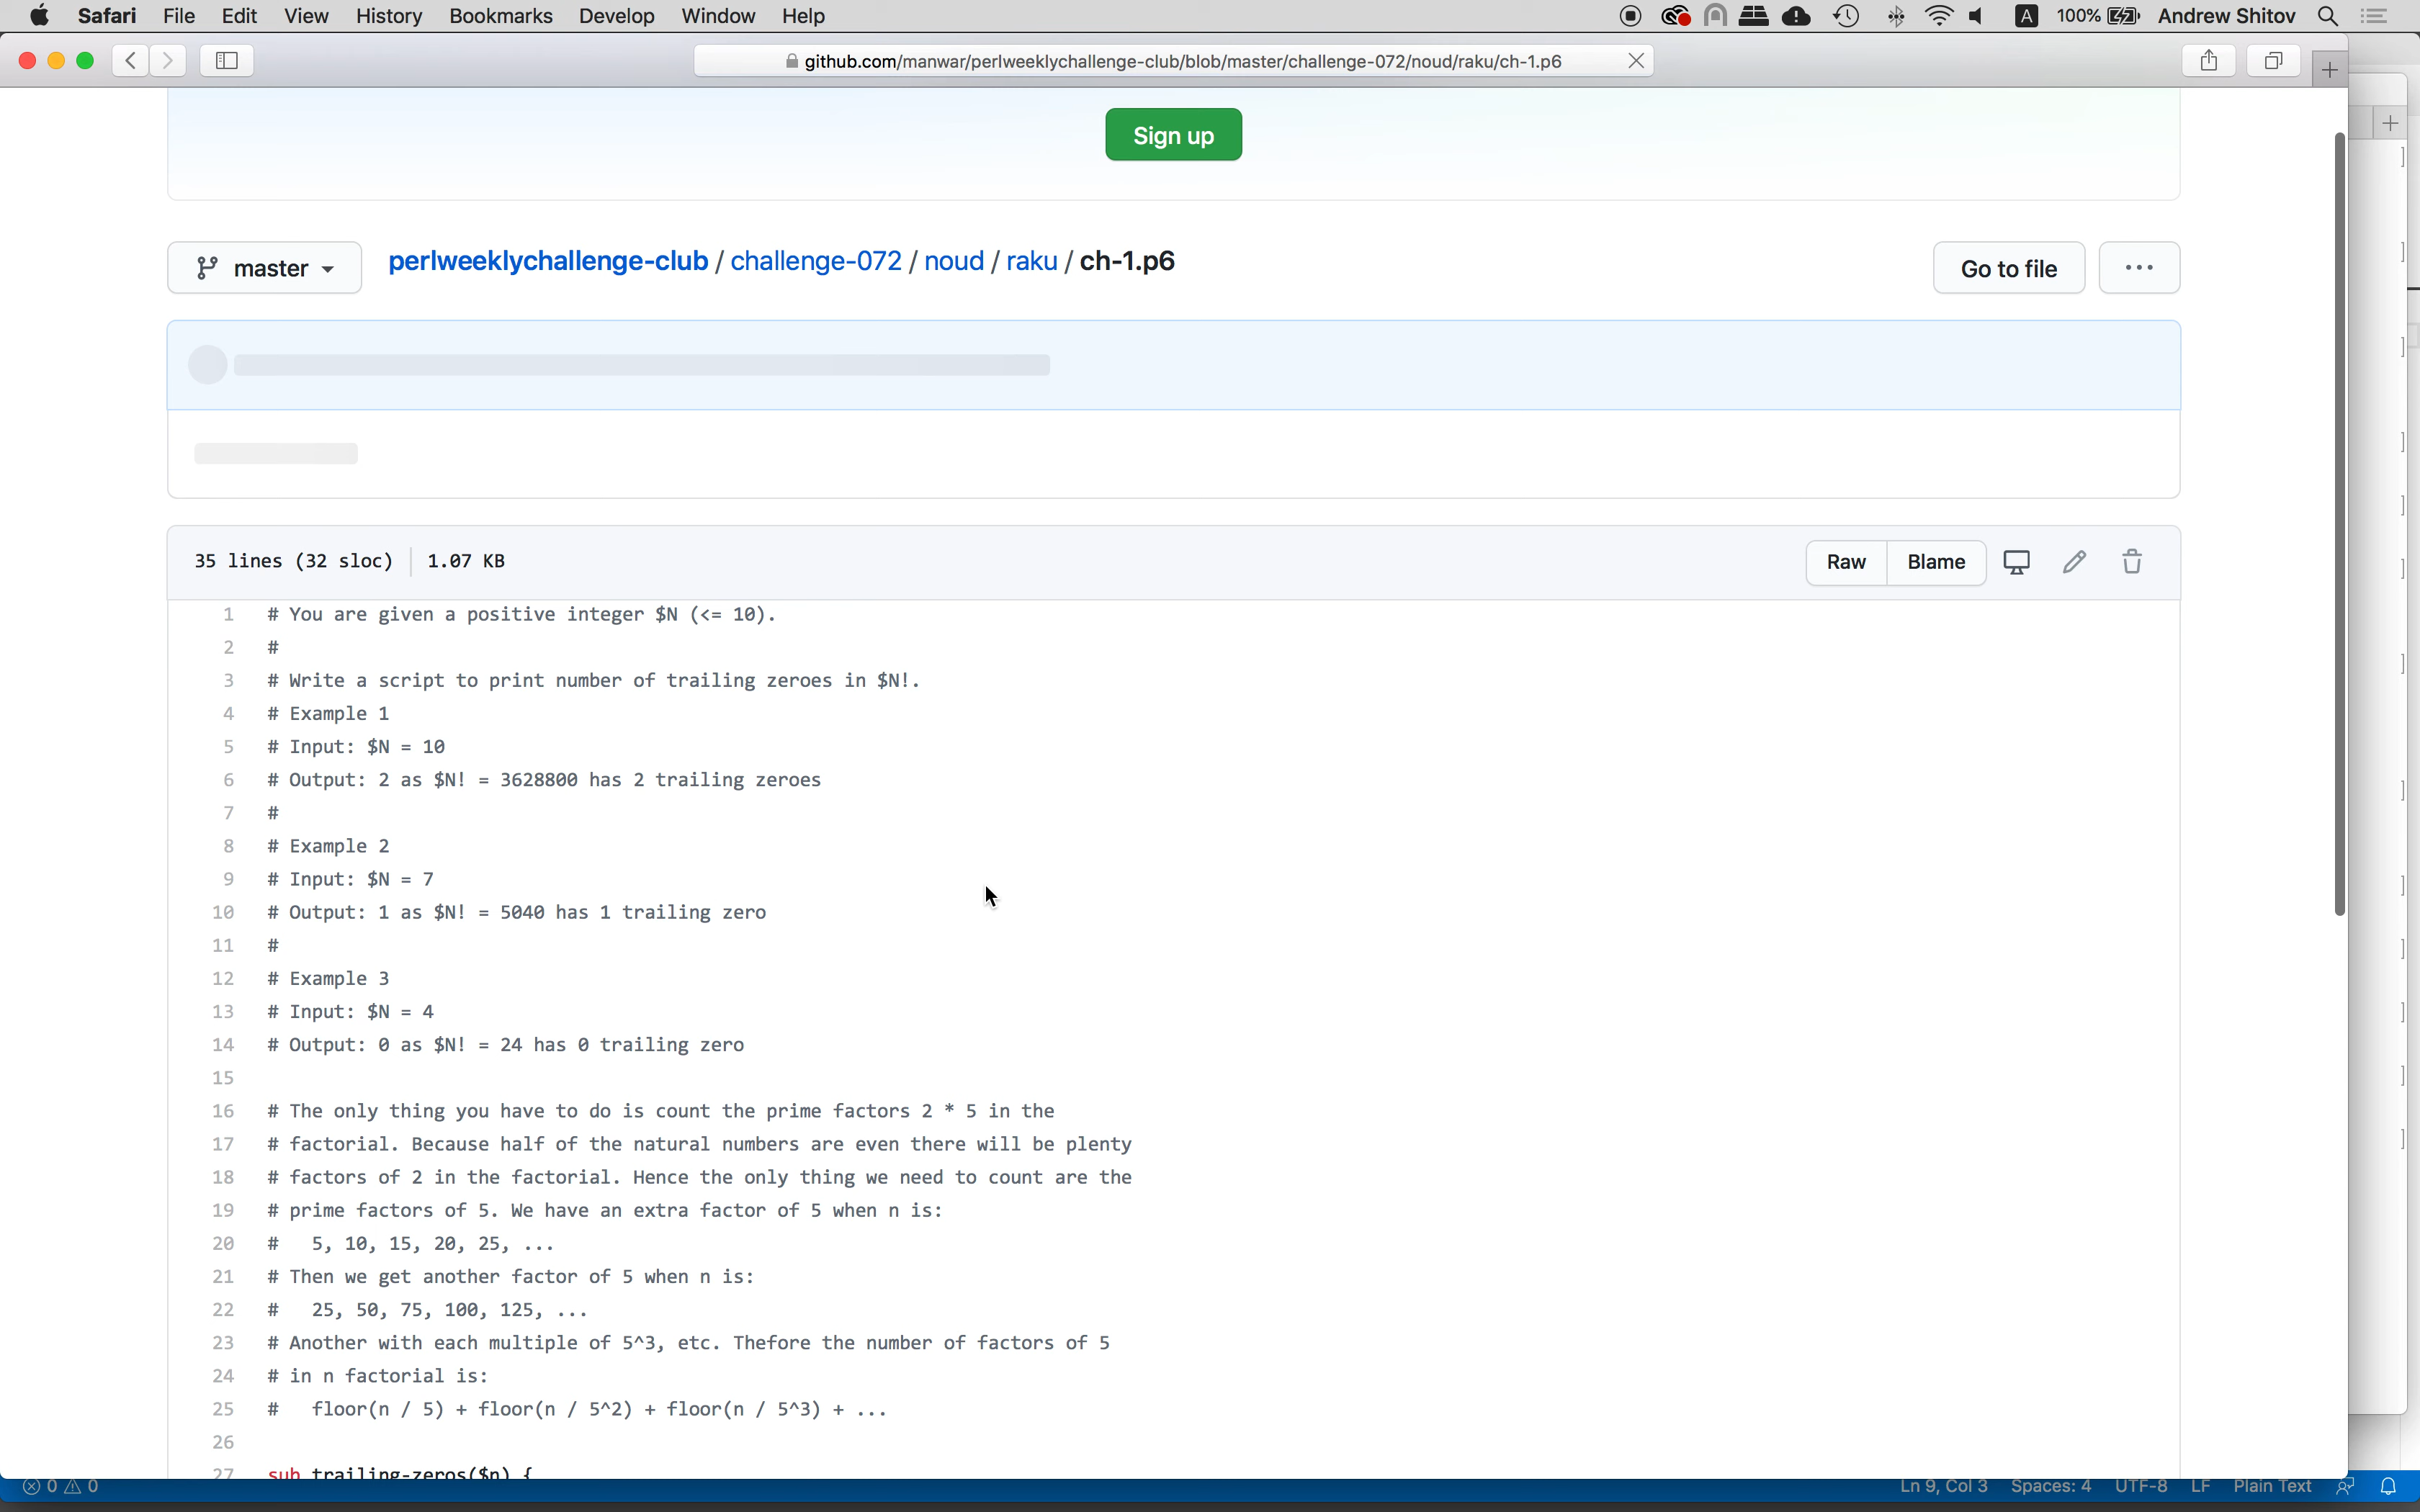 Safari File Edit View History Bookmarks Develop Window Help A 100% Andrew Shitov
github.com/manwar/perlweeklychallenge-club/blob/master/challenge-072/noud/raku/ch-1.p6
Sign up
master perlweeklychallenge-club / challenge-072 / noud / raku / ch-1.p6 Go to file ...
35 lines (32 sloc) 1.07 KB Raw Blame
1 # You are given a positive integer $N (<= 10).
2 #
3 # Write a script to print number of trailing zeroes in $N!.
4 # Example 1
5 # Input: $N = 10
6 # Output: 2 as $N! = 3628800 has 2 trailing zeroes
7 #
8 # Example 2
9 # Input: $N = 7
10 # Output: 1 as $N! = 5040 has 1 trailing zero
11 #
12 # Example 3
13 # Input: $N = 4
14 # Output: 0 as $N! = 24 has 0 trailing zero
15
16 # The only thing you have to do is count the prime factors 2 * 5 in the
17 # factorial. Because half of the natural numbers are even there will be plenty
18 # factors of 2 in the factorial. Hence the only thing we need to count are the
19 # prime factors of 5. We have an extra factor of 5 when n is:
20 #   5, 10, 15, 20, 25, ...
21 # Then we get another factor of 5 when n is:
22 #   25, 50, 75, 100, 125, ...
23 # Another with each multiple of 5^3, etc. Thefore the number of factors of 5
24 # in n factorial is:
25 #   floor(n / 5) + floor(n / 5^2) + floor(n / 5^3) + ...
26
27 sub trailing-zeros($n) {
0 0 Ln 9, Col 3 Spaces: 4 UTF-8 LF Plain Text